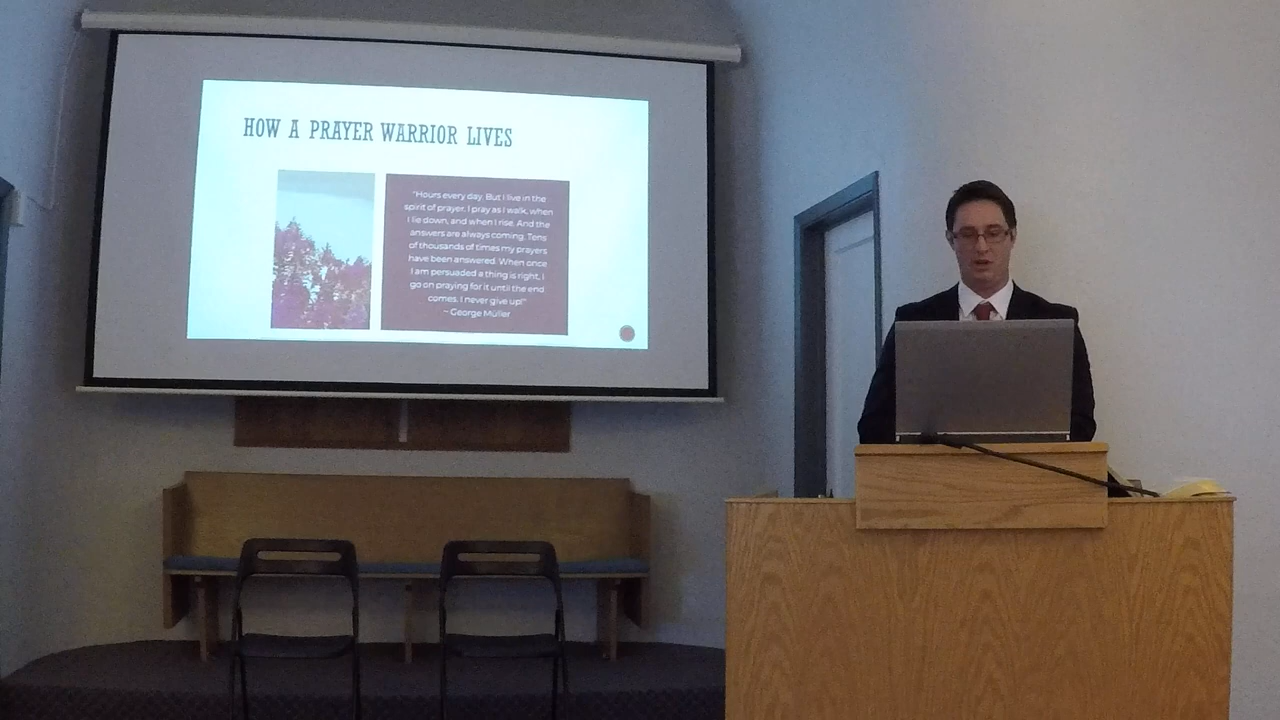 HOW A PRAYER WARRIOR LIVES
"Hours every day. But I live in the
spirit of prayer. I pray as I walk, when
I lie down, and when I rise. And the
answers are always coming. Tens
of thousands of times my prayers
have been answered. When once
I am persuaded a thing is right, I
go on praying for it until the end
comes. I never give up!"
~ George Müller